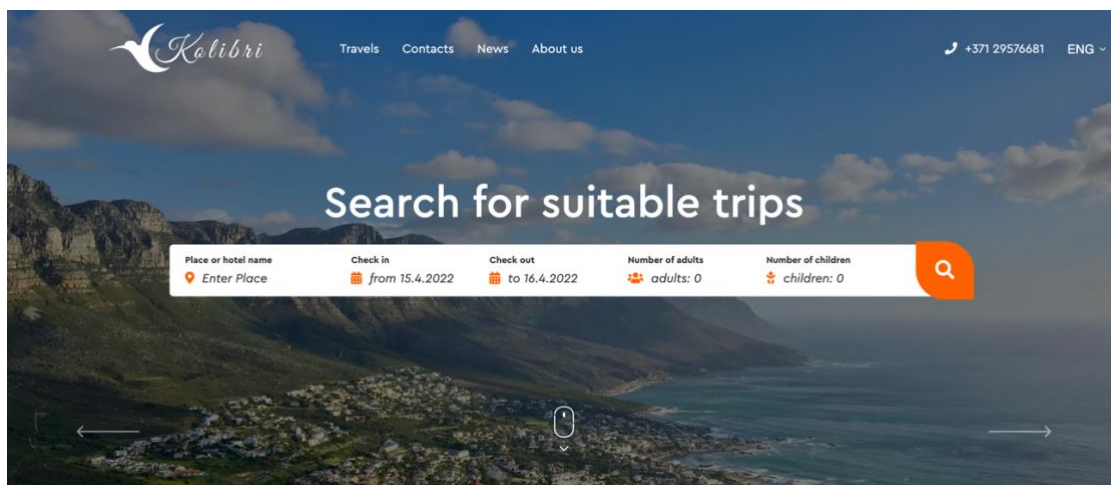 Kolibri Travels Contacts News About us +371 29576681 ENG
Search for suitable trips
Place or hotel name Check in Check out Number of adults Number of children
Enter Place from 15.4.2022 to 16.4.2022 adults: 0 children: 0